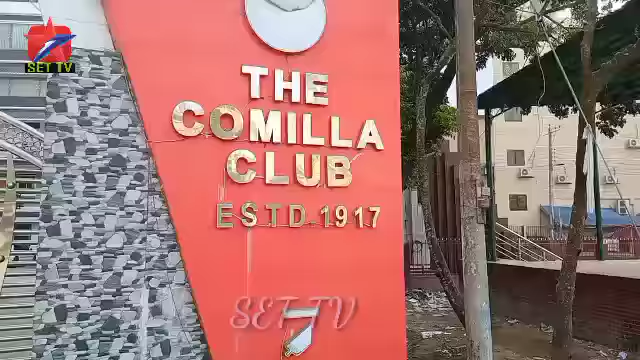 SET TV
THE
COMILLA
CLUB
ESTD. 1917
SET TV